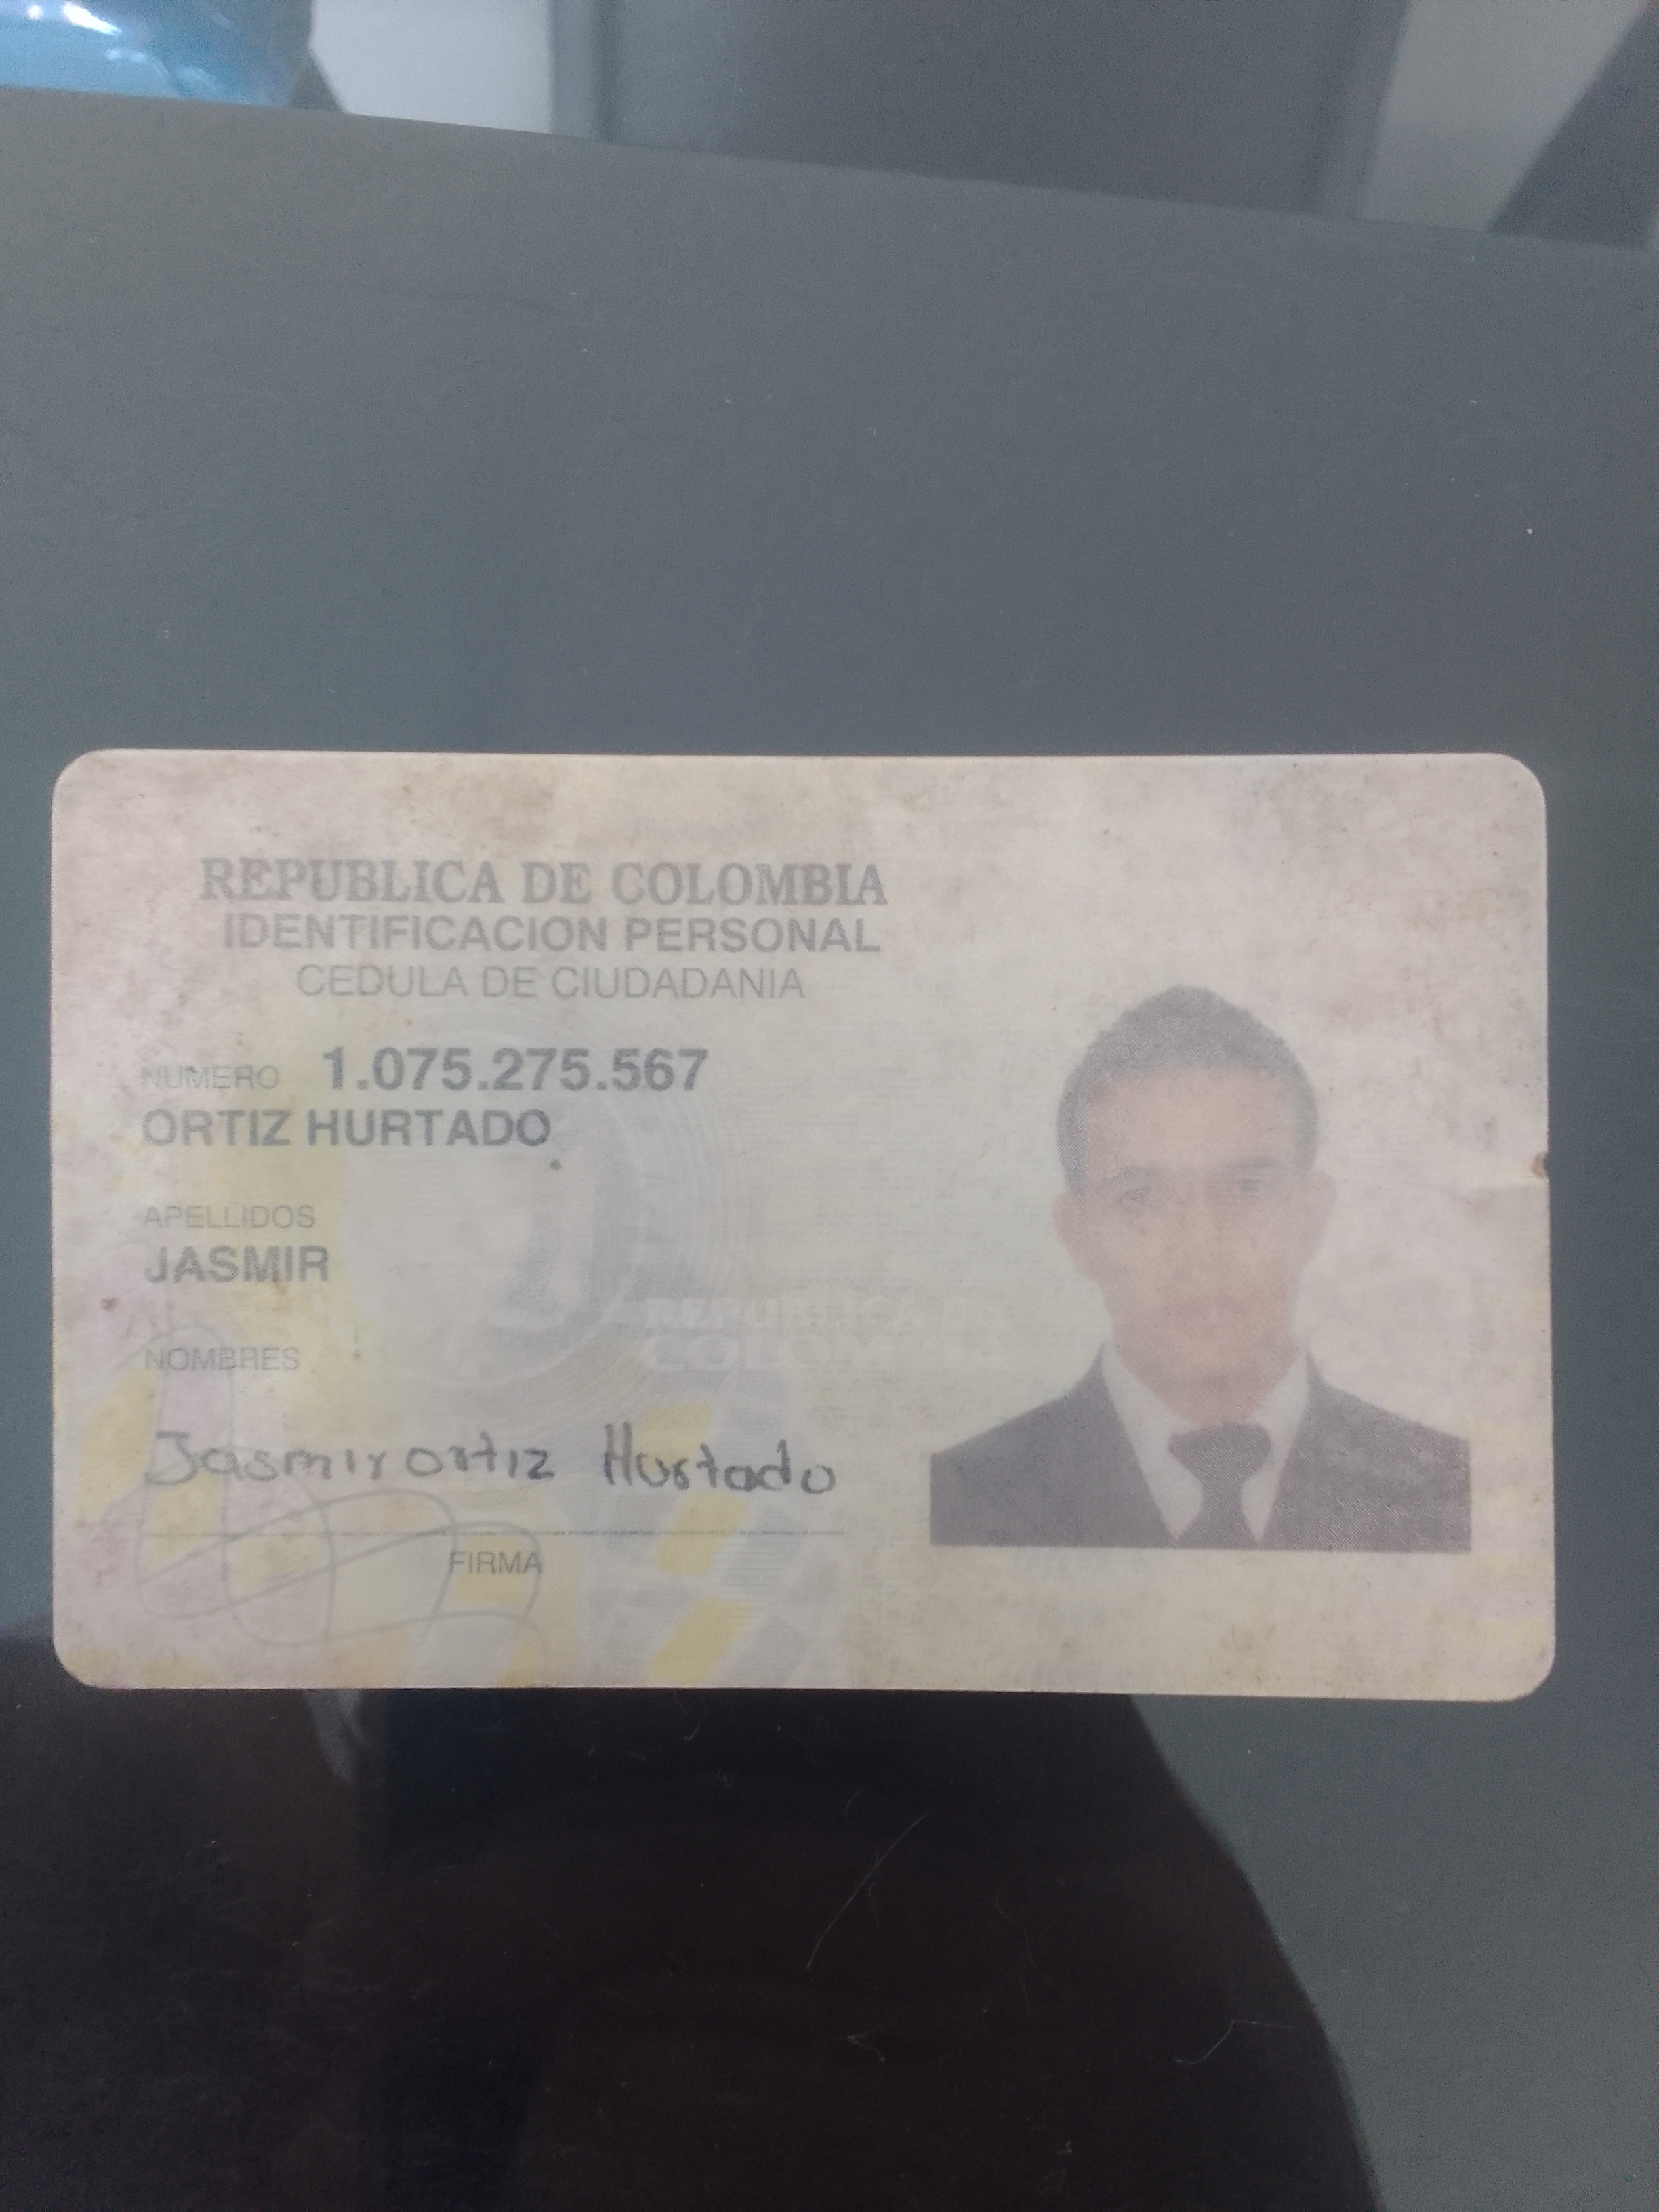 REPUBLICA DE COLOMBIA
IDENTIFICACION PERSONAL
CEDULA DE CIUDADANIA
NUMERO 1.075.275.567
ORTIZ HURTADO
APELLIDOS
JASMIR
REPUBLICA DE
COLOMBIA
NOMBRES
Jasmir ortiz Hurtado
FIRMA